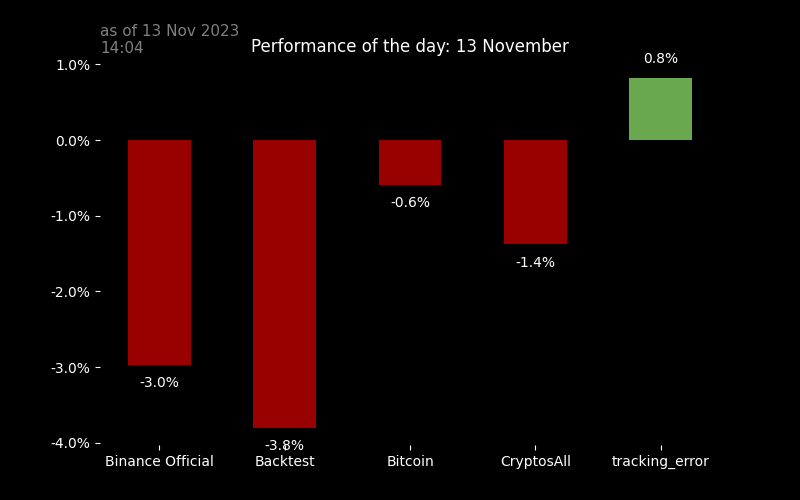 as of 13 Nov 2023
14:04
Performance of the day: 13 November
1.0%
0.0%
-1.0%
-2.0%
-3.0%
-4.0%
-3.0%
-3.8%
-0.6%
-1.4%
0.8%
Binance Official
Backtest
Bitcoin
CryptosAll
tracking_error